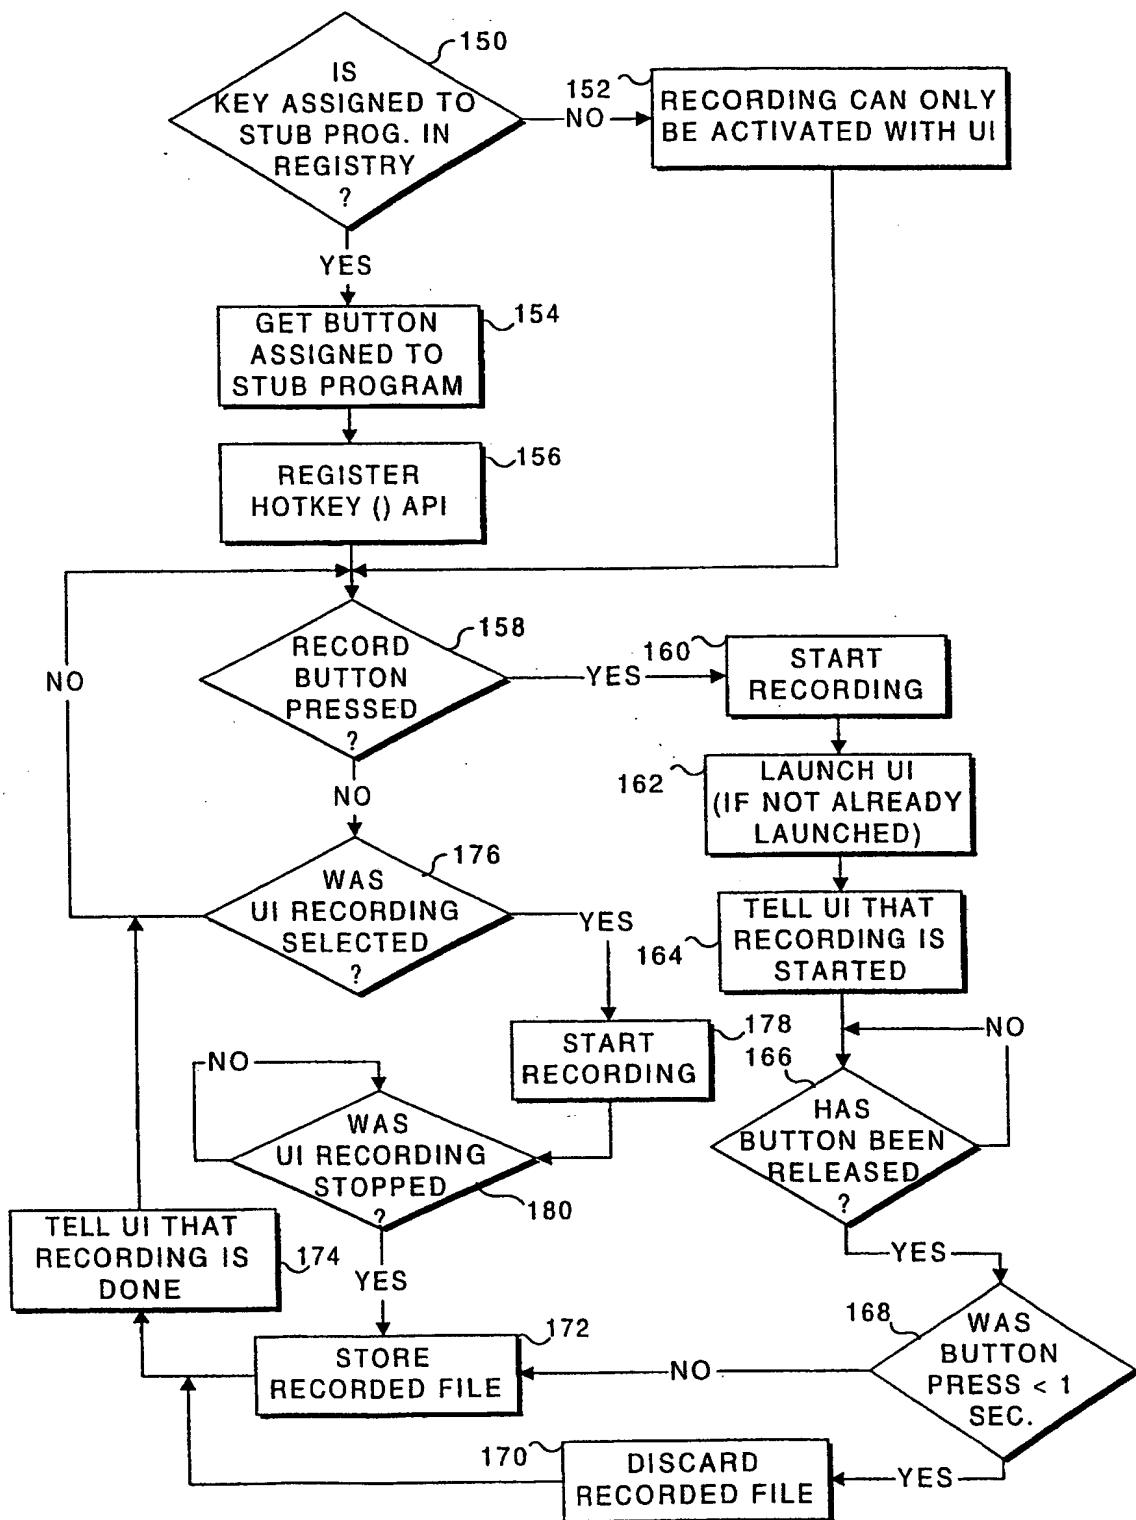 150
IS
KEY ASSIGNED TO
STUB PROG. IN
REGISTRY
?
NO
152
RECORDING CAN ONLY
BE ACTIVATED WITH UI
YES
GET BUTTON
ASSIGNED TO
STUB PROGRAM
154
REGISTER
HOTKEY () API
156
NO
RECORD
BUTTON
PRESSED
?
158
YES
160
START
RECORDING
NO
162
LAUNCH UI
(IF NOT ALREADY
LAUNCHED)
WAS
UI RECORDING
SELECTED
?
176
YES
164
TELL UI THAT
RECORDING IS
STARTED
START
RECORDING
178
NO
166
HAS
BUTTON BEEN
RELEASED
?
NO
WAS
UI RECORDING
STOPPED
?
180
YES
TELL UI THAT
RECORDING IS
DONE
174
YES
168
WAS
BUTTON
PRESS < 1
SEC.
NO
STORE
RECORDED FILE
172
YES
170
DISCARD
RECORDED FILE